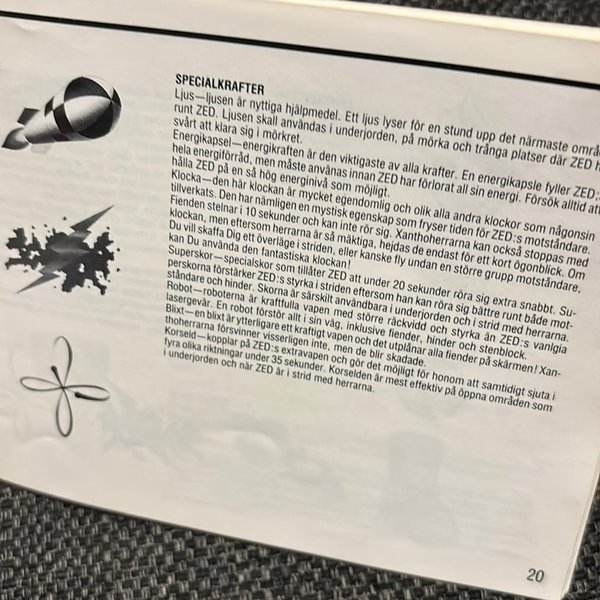 SPECIALKRAFTER
Ljus—ljusen är nyttiga hjälpmedel. Ett ljus lyser för en stund upp det närmaste områ
runt ZED. Ljusen skall användas i underjorden, på mörka och trånga platser där ZED h
svårt att klara sig i mörkret.
Energikapsel—energikraften är den viktigaste av alla krafter. En energikapsle fyller ZED:
hela energiförråd, men måste använas innan ZED har förlorat all sin energi. Försök alltid att
hålla ZED på en så hög energinivå som möjligt.
Klocka—den här klockan är mycket egendomlig och olik alla andra klockor som någonsin
tillverkats. Den har nämligen en mystisk egenskap som fryser tiden för ZED:s motståndare.
Fienden stelnar i 10 sekunder och kan inte rör sig. Xanthoherrarna kan också stoppas med
klockan, men eftersom herrarna är så mäktiga, hejdas de endast för ett kort ögonblick. Om
Du vill skaffa Dig ett överläge i striden, eller kanske fly undan en större grupp motståndare,
kan Du använda den fantastiska klockan!
Superskor—specialskor som tillåter ZED att under 20 sekunder röra sig extra snabbt. Su-
perskorna förstärker ZED:s styrka i striden eftersom han kan röra sig bättre runt både mot-
ståndare och hinder. Skorna är särskilt användbara i underjorden och i strid med herrarna.
Robot—roboterna är kraftfulla vapen med större räckvidd och styrka än ZED:s vanlgia
lasergevär. En robot förstör allt i sin väg, inklusive fiender, hinder och stenblock.
Blixt—en blixt är ytterligare ett kraftigt vapen och det utplånar alla fiender på skärmen! Xan-
thoherrarna försvinner visserligen inte, men de blir skadade.
Korseld—kopplar på ZED:s extravapen och gör det möjligt för honom att samtidigt sjuta i
fyra olika riktningar under 35 sekunder. Korselden är mest effektiv på öppna områden som
i underjorden och när ZED är i strid med herrarna.
20